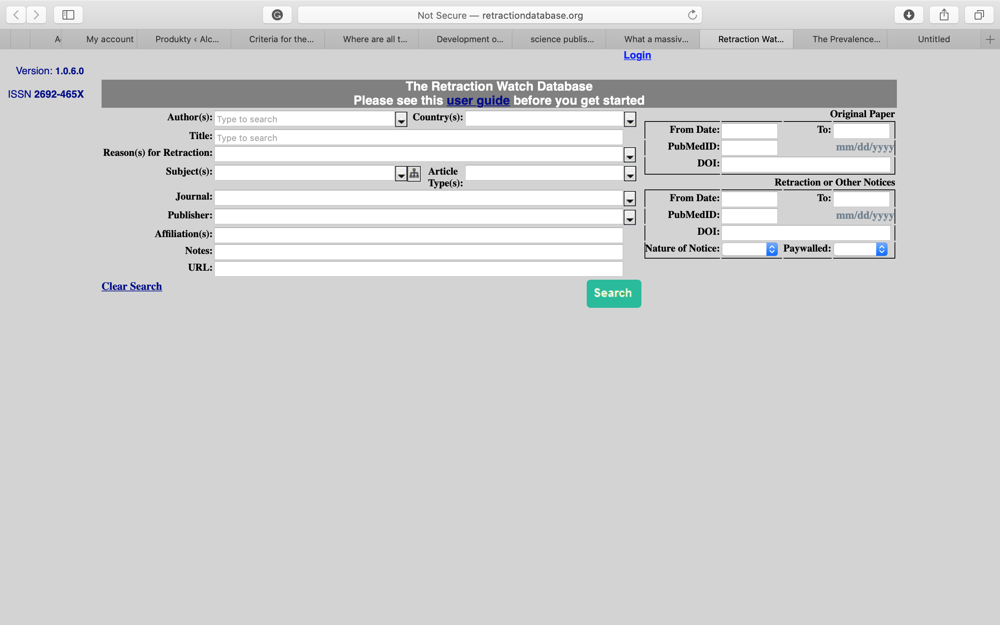 Not Secure — retractiondatabase.org
My account
Produkty ‹ Alc...
Criteria for the...
Where are all t...
Development o...
science publis...
What a massiv...
Retraction Wat...
The Prevalence...
Untitled
Login
Version: 1.0.6.0
ISSN 2692-465X
The Retraction Watch Database
Please see this user guide before you get started
Author(s): Type to search Country(s):
Title: Type to search
Reason(s) for Retraction:
Subject(s): Article Type(s):
Journal:
Publisher:
Affiliation(s):
Notes:
URL:
Clear Search
Search
Original Paper
From Date: To:
PubMedID: mm/dd/yyyy
DOI:
Retraction or Other Notices
From Date: To:
PubMedID: mm/dd/yyyy
DOI:
Nature of Notice: Paywalled: